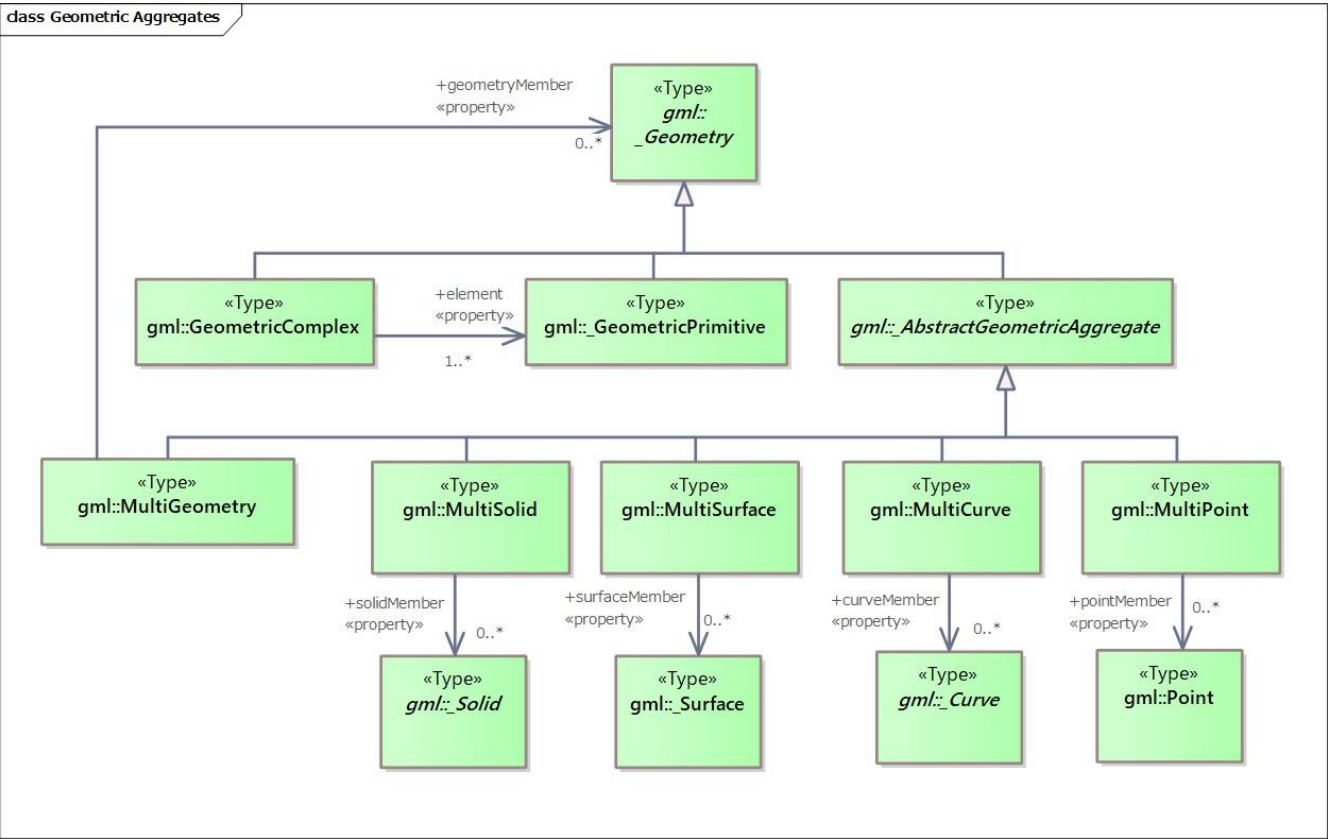 class Geometric Aggregates
+geometryMember
«property»
0..*
«Type»
gml::
_Geometry
«Type»
gml::GeometricComplex
+element
«property»
1..*
«Type»
gml::_GeometricPrimitive
«Type»
gml::_AbstractGeometricAggregate
«Type»
gml::MultiGeometry
«Type»
gml::MultiSolid
«Type»
gml::MultiSurface
«Type»
gml::MultiCurve
«Type»
gml::MultiPoint
+solidMember
«property»
0..*
+surfaceMember
«property»
0..*
+curveMember
«property»
0..*
+pointMember
«property»
0..*
«Type»
gml::_Solid
«Type»
gml::_Surface
«Type»
gml::_Curve
«Type»
gml::Point